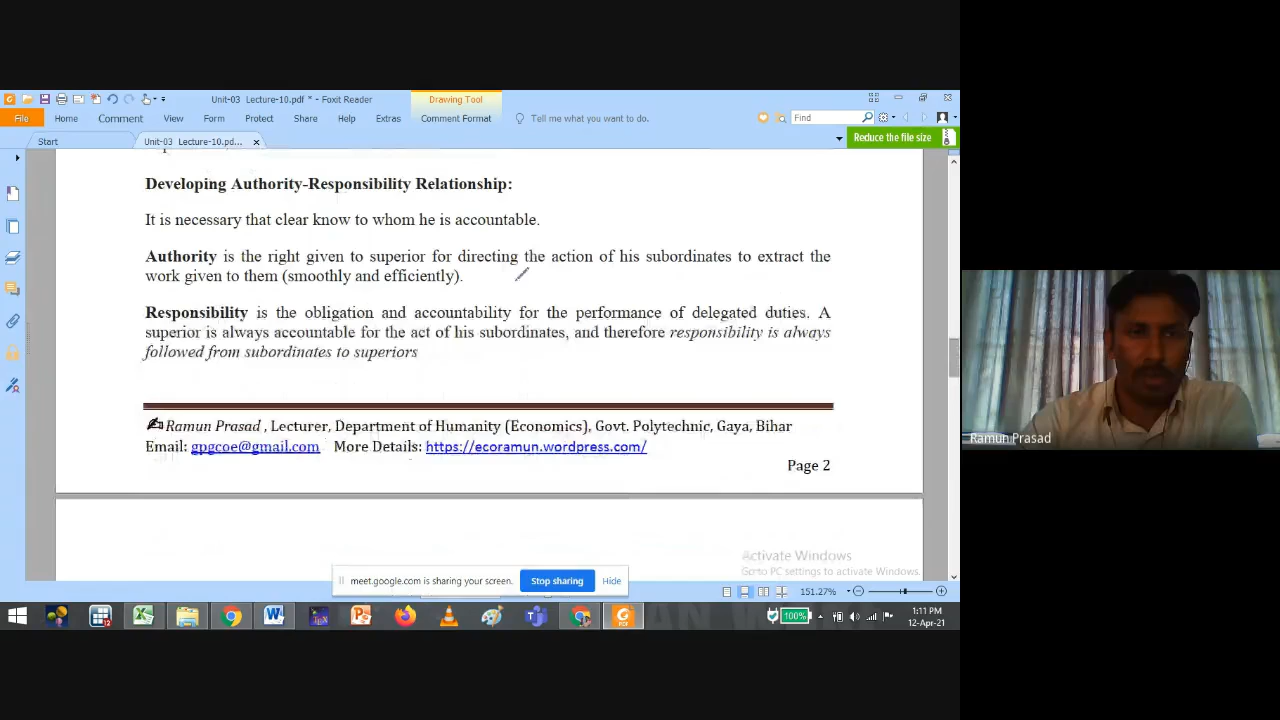 Unit-03 Lecture-10.pdf * - Foxit Reader
Drawing Tool
File Home Comment View Form Protect Share Help Extras Comment Format Tell me what you want to do. Find
Start Unit-03 Lecture-10.pd... Reduce the file size
Developing Authority-Responsibility Relationship:
It is necessary that clear know to whom he is accountable.
Authority is the right given to superior for directing the action of his subordinates to extract the
work given to them (smoothly and efficiently).
Responsibility is the obligation and accountability for the performance of delegated duties. A
superior is always accountable for the act of his subordinates, and therefore responsibility is always
followed from subordinates to superiors
Ramun Prasad , Lecturer, Department of Humanity (Economics), Govt. Polytechnic, Gaya, Bihar
Email: gpgcoe@gmail.com More Details: https://ecoramun.wordpress.com/
Page 2
Ramun Prasad
Activate Windows
Go to PC settings to activate Windows.
meet.google.com is sharing your screen. Stop sharing Hide
151.27%
100%
1:11 PM
12-Apr-21